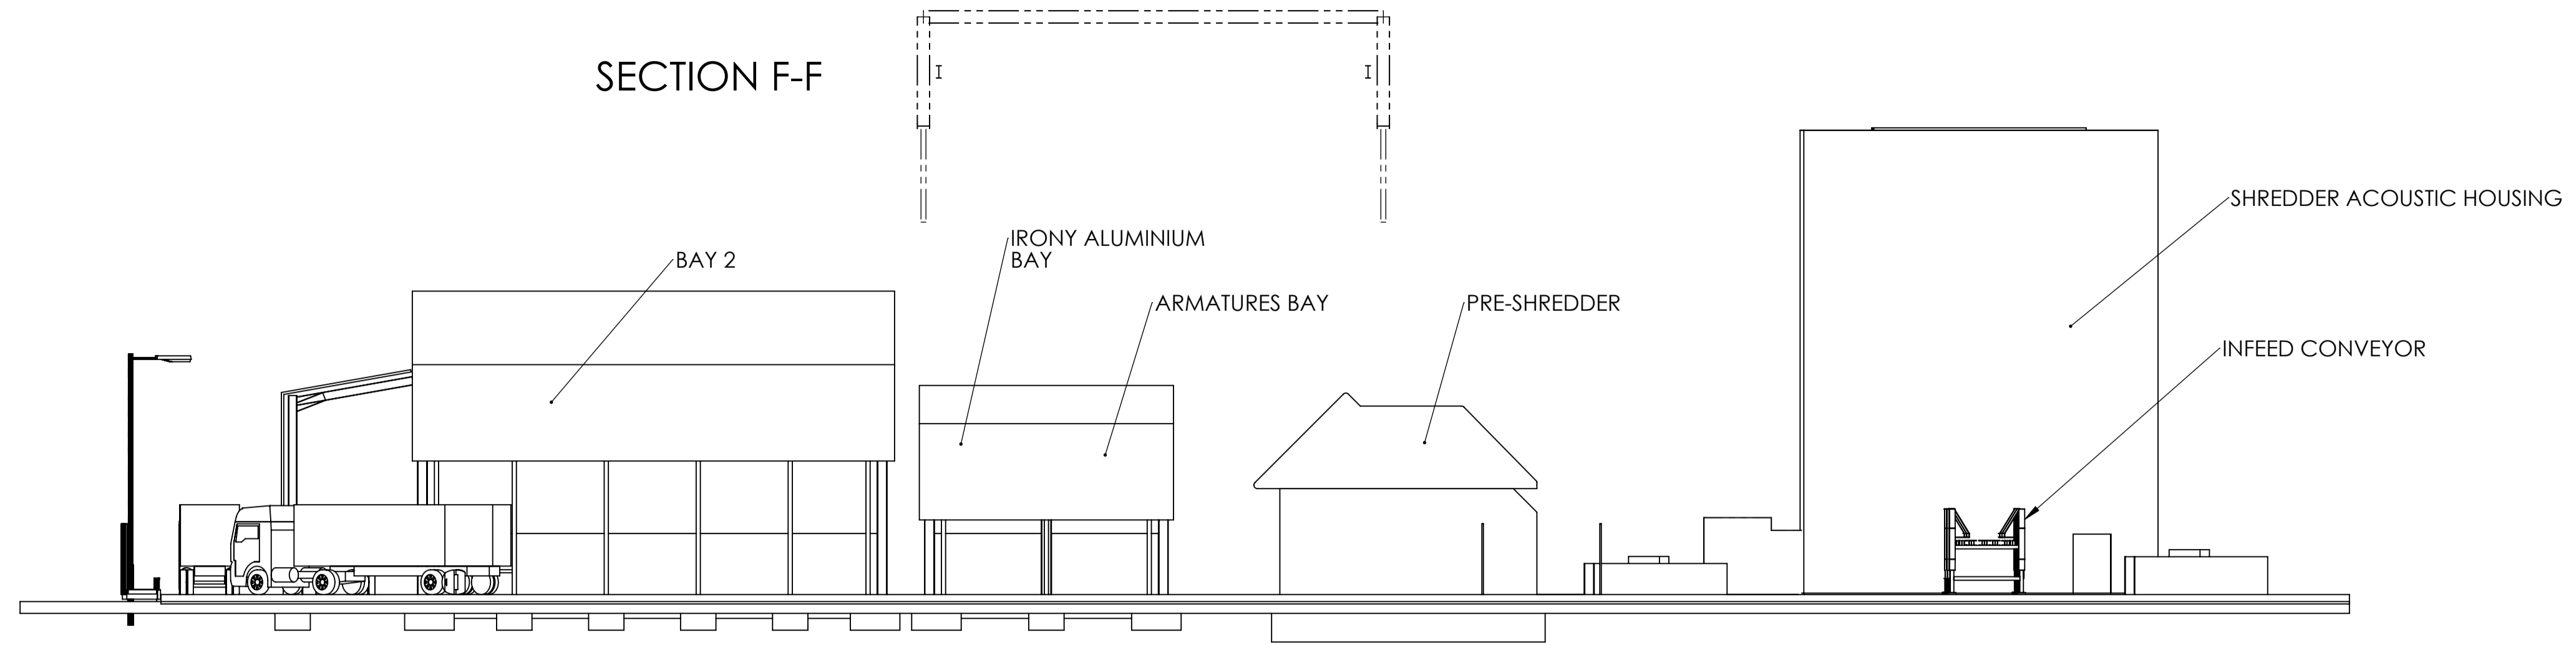 SECTION F-F
SHREDDER ACOUSTIC HOUSING
IRONY ALUMINIUM
BAY
BAY 2
ARMATURES BAY
PRE-SHREDDER
INFEED CONVEYOR
I
I